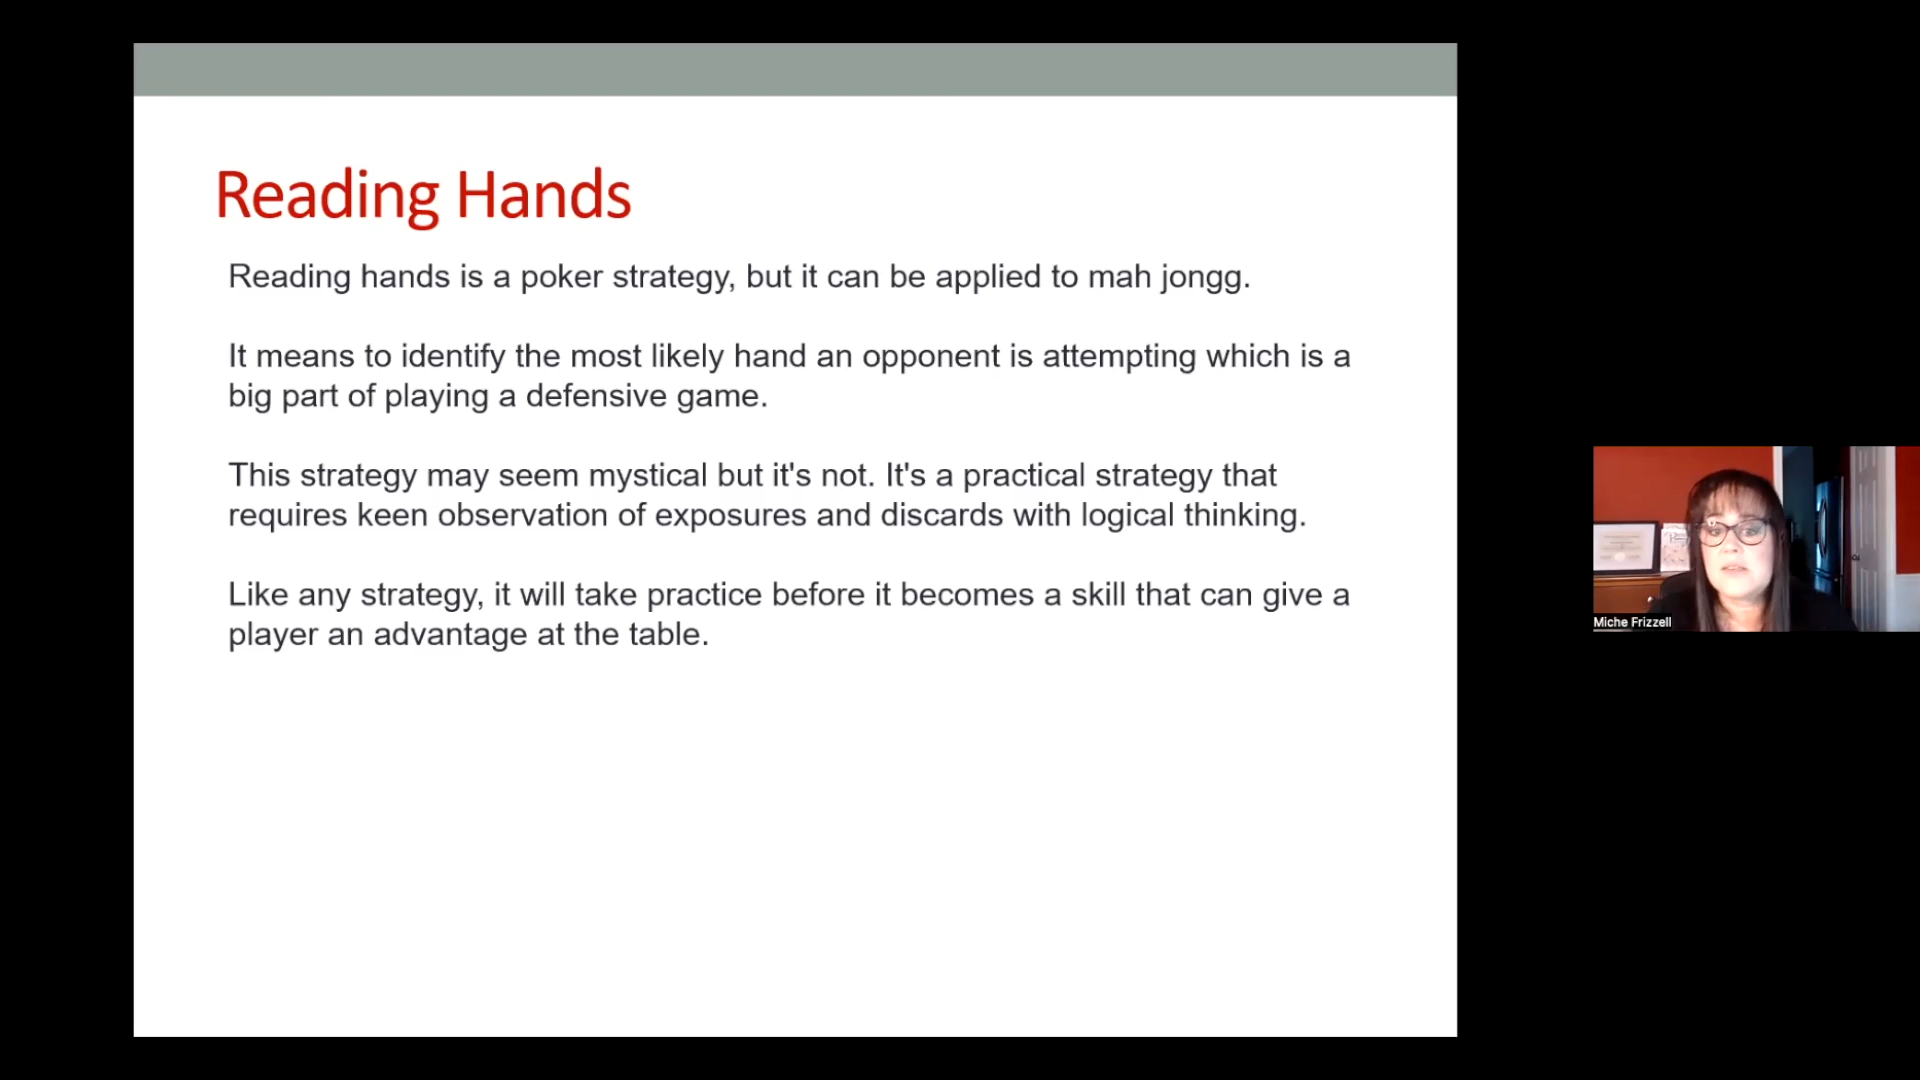 Reading Hands
Reading hands is a poker strategy, but it can be applied to mah jongg.
It means to identify the most likely hand an opponent is attempting which is a
big part of playing a defensive game.
This strategy may seem mystical but it's not. It's a practical strategy that
requires keen observation of exposures and discards with logical thinking.
Like any strategy, it will take practice before it becomes a skill that can give a
player an advantage at the table.
Miche Frizzell